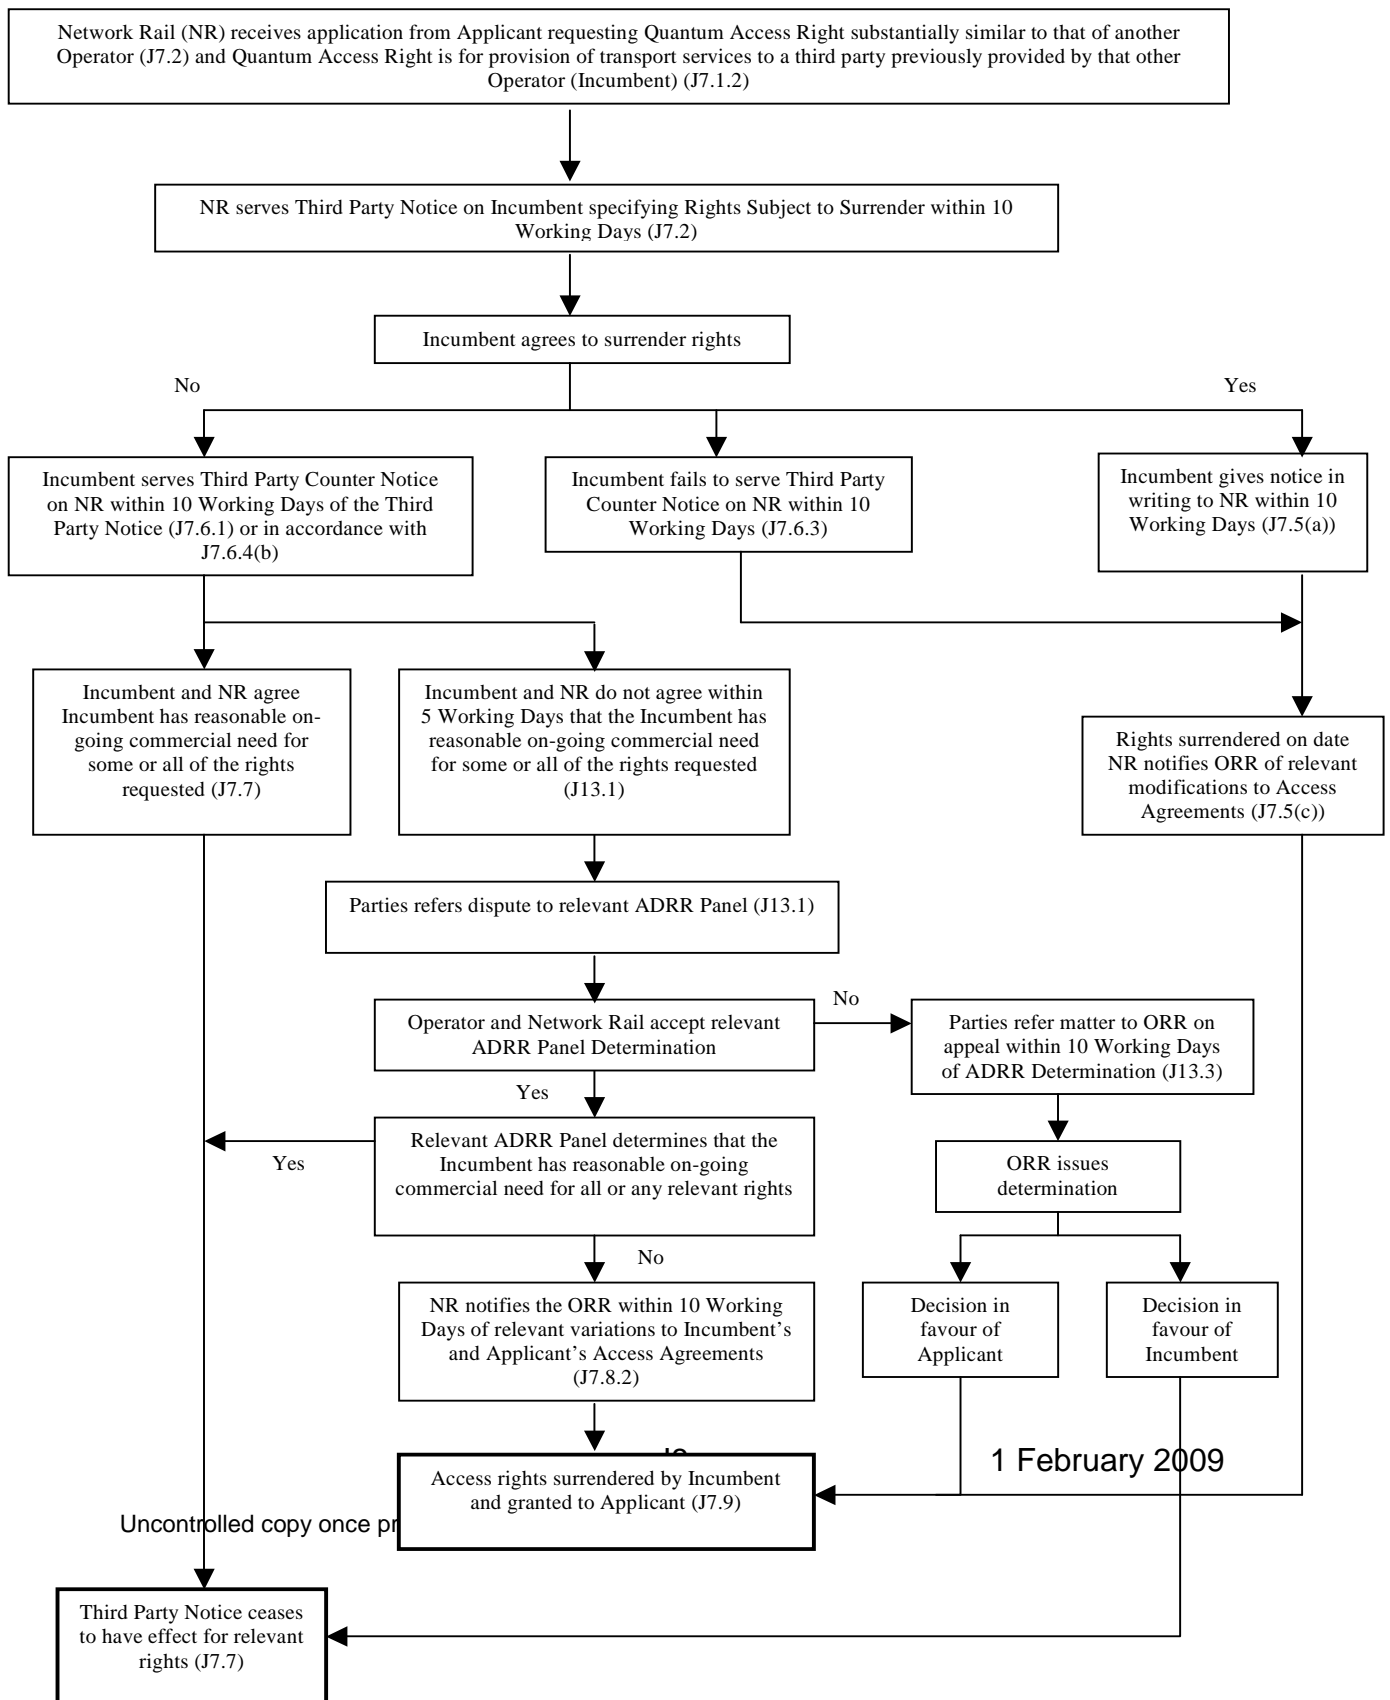 Network Rail (NR) receives application from Applicant requesting Quantum Access Right substantially similar to that of another
Operator (J7.2) and Quantum Access Right is for provision of transport services to a third party previously provided by that other
Operator (Incumbent) (J7.1.2)
NR serves Third Party Notice on Incumbent specifying Rights Subject to Surrender within 10
Working Days (J7.2)
Incumbent agrees to surrender rights
No
Yes
Incumbent serves Third Party Counter Notice
on NR within 10 Working Days of the Third
Party Notice (J7.6.1) or in accordance with
J7.6.4(b)
Incumbent fails to serve Third Party
Counter Notice on NR within 10
Working Days (J7.6.3)
Incumbent gives notice in
writing to NR within 10
Working Days (J7.5(a))
Incumbent and NR agree
Incumbent has reasonable on-
going commercial need for
some or all of the rights
requested (J7.7)
Incumbent and NR do not agree within
5 Working Days that the Incumbent has
reasonable on-going commercial need
for some or all of the rights requested
(J13.1)
Rights surrendered on date
NR notifies ORR of relevant
modifications to Access
Agreements (J7.5(c))
Parties refers dispute to relevant ADRR Panel (J13.1)
Operator and Network Rail accept relevant
ADRR Panel Determination
No
Parties refer matter to ORR on
appeal within 10 Working Days
of ADRR Determination (J13.3)
Yes
Relevant ADRR Panel determines that the
Incumbent has reasonable on-going
commercial need for all or any relevant rights
Yes
ORR issues
determination
No
NR notifies the ORR within 10 Working
Days of relevant variations to Incumbent's
and Applicant's Access Agreements
(J7.8.2)
Decision in
favour of
Applicant
Decision in
favour of
Incumbent
1 February 2009
Access rights surrendered by Incumbent
and granted to Applicant (J7.9)
Uncontrolled copy once
Third Party Notice ceases
to have effect for relevant
rights (J7.7)